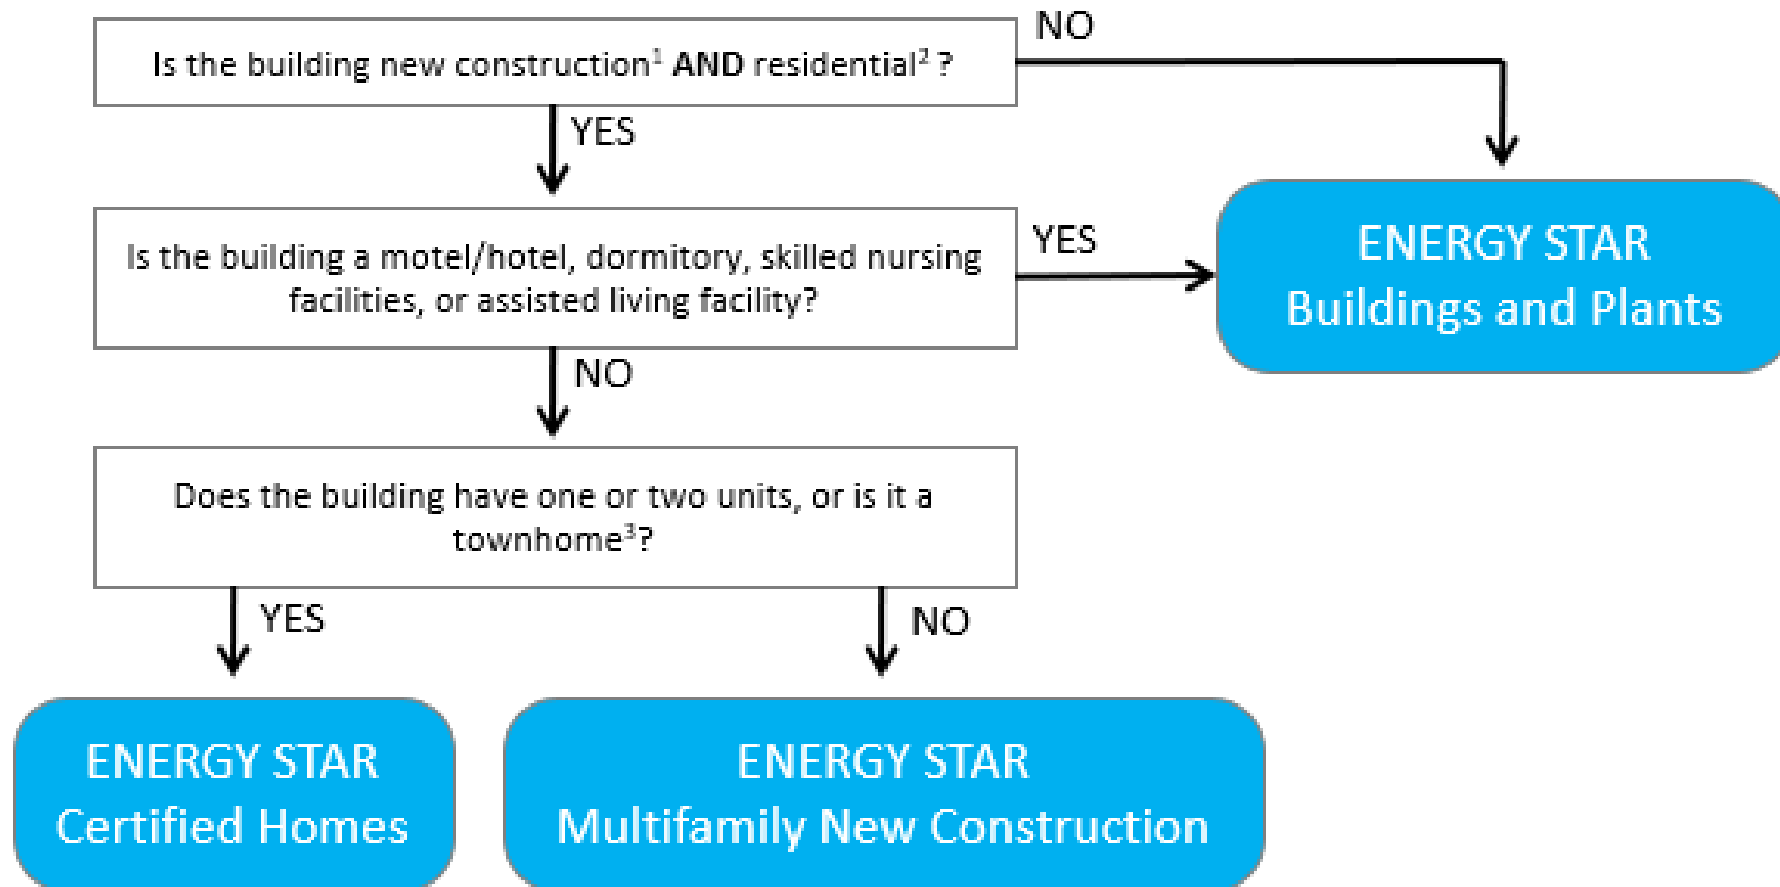 Is the building new construction¹ AND residential² ?
NO
YES
Is the building a motel/hotel, dormitory, skilled nursing
facilities, or assisted living facility?
YES
ENERGY STAR
Buildings and Plants
NO
Does the building have one or two units, or is it a
townhome³?
YES
NO
ENERGY STAR
Certified Homes
ENERGY STAR
Multifamily New Construction